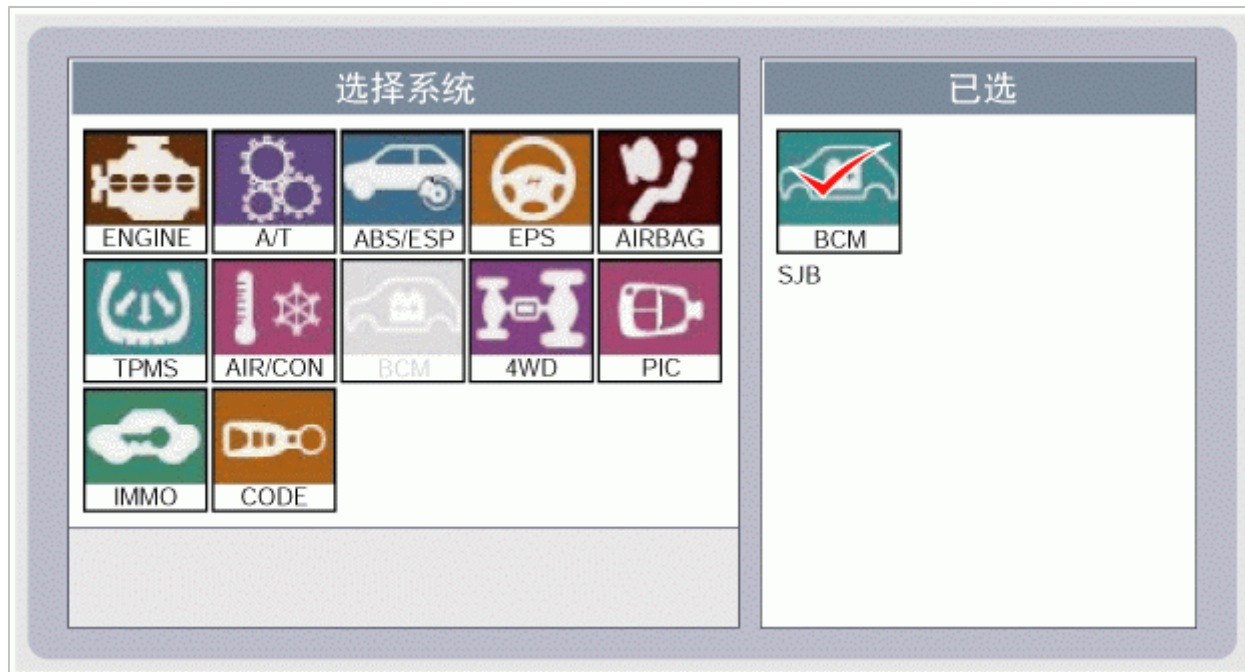 选择系统
已选
ENGINE A/T ABS/ESP EPS AIRBAG
TPMS AIR/CON BCM 4WD PIC
IMMO CODE
BCM
SJB